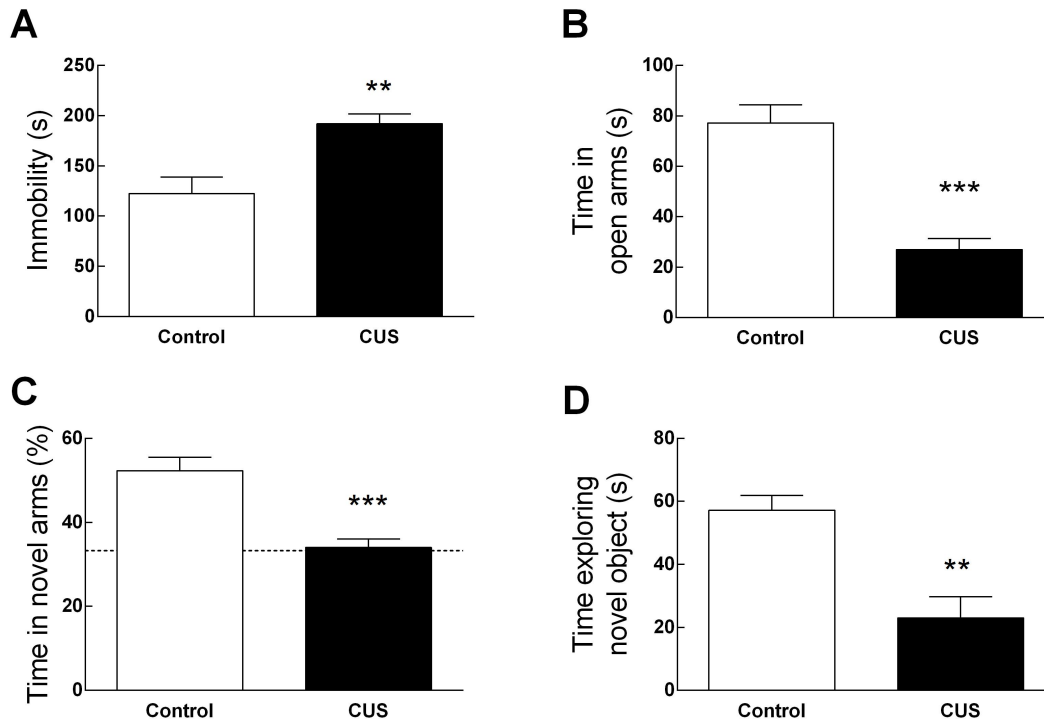 A
Immobility (s)
250
200
150
100
50
0
**
Control
CUS
B
Time in
open arms (s)
100
80
60
40
20
0
***
Control
CUS
C
Time in novel arms (%)
60
40
20
0
***
Control
CUS
D
Time exploring
novel object (s)
80
60
40
20
0
**
Control
CUS